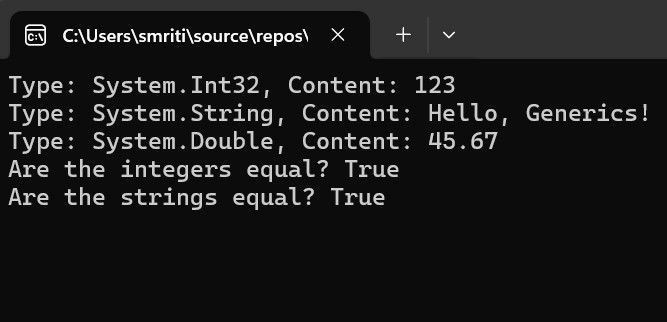 C:\Users\smriti\source\repos\
Type: System.Int32, Content: 123
Type: System.String, Content: Hello, Generics!
Type: System.Double, Content: 45.67
Are the integers equal? True
Are the strings equal? True